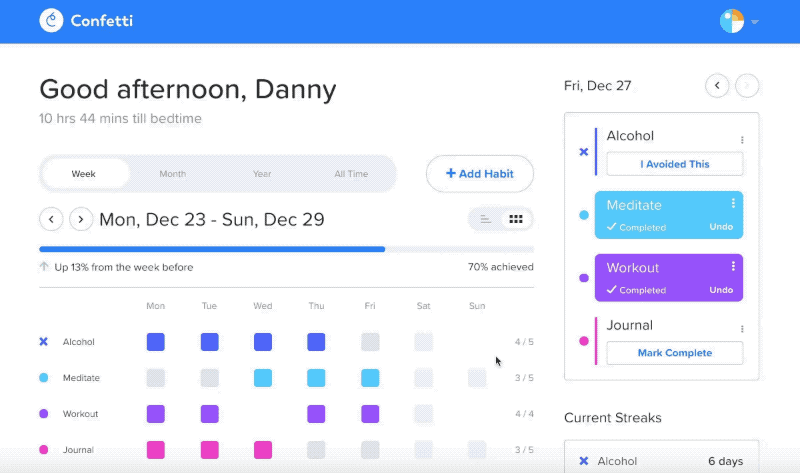 Confetti
Good afternoon, Danny
10 hrs 44 mins till bedtime
Week Month Year All Time
+ Add Habit
Mon, Dec 23 - Sun, Dec 29
Up 13% from the week before
70% achieved
Mon Tue Wed Thu Fri Sat Sun
Alcohol 4 / 5
Meditate 3 / 5
Workout 4 / 4
Journal 3 / 5
Fri, Dec 27
Alcohol
I Avoided This
Meditate
Completed Undo
Workout
Completed Undo
Journal
Mark Complete
Current Streaks
Alcohol 6 days